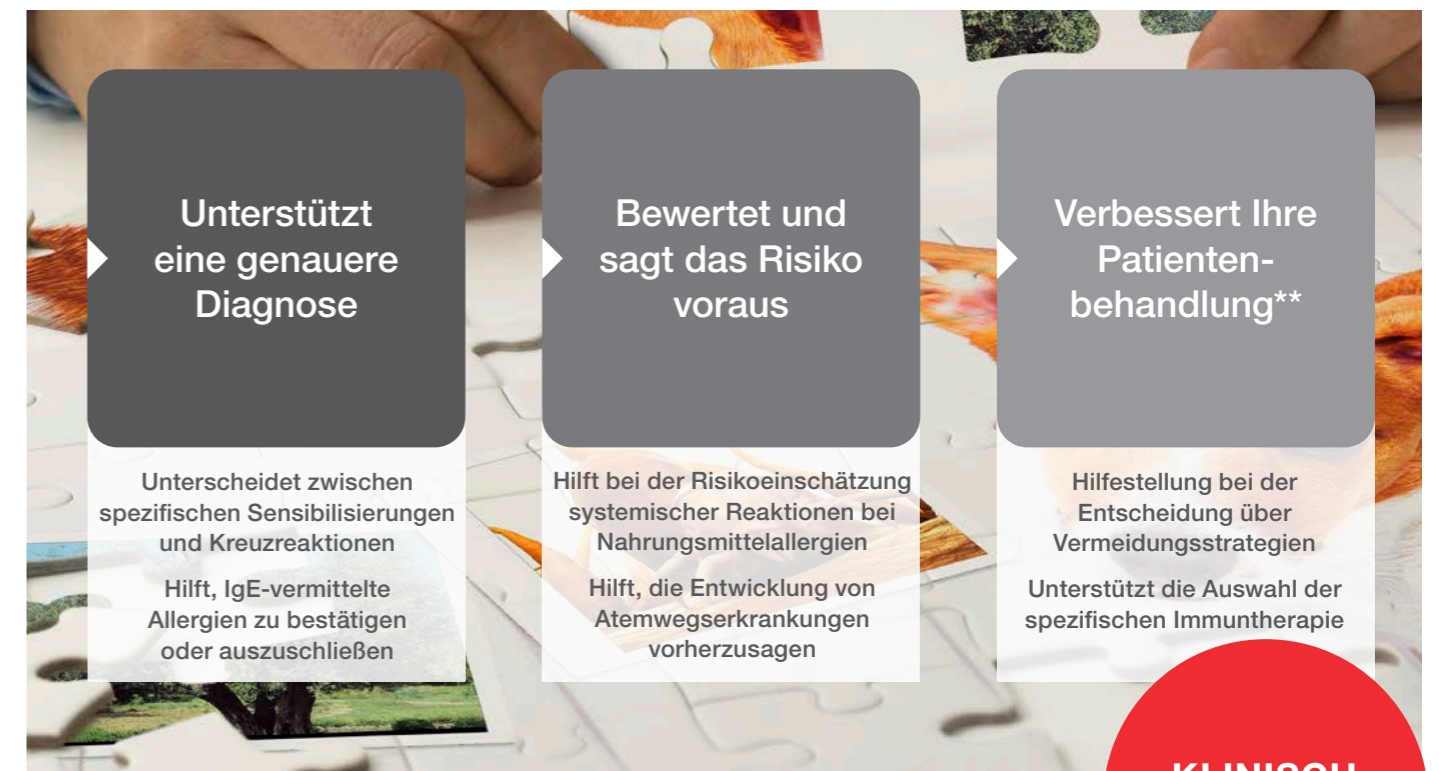 Unterstützt
eine genauere
Diagnose
Unterscheidet zwischen
spezifischen Sensibilisierungen
und Kreuzreaktionen
Hilft, IgE-vermittelte
Allergien zu bestätigen
oder auszuschließen
Bewertet und
sagt das Risiko
voraus
Hilft bei der Risikoeinschätzung
systemischer Reaktionen bei
Nahrungsmittelallergien
Hilft, die Entwicklung von
Atemwegserkrankungen
vorherzusagen
Verbessert Ihre
Patienten-
behandlung**
Hilfestellung bei der
Entscheidung über
Vermeidungsstrategien
Unterstützt die Auswahl der
spezifischen Immuntherapie
KLINISCH